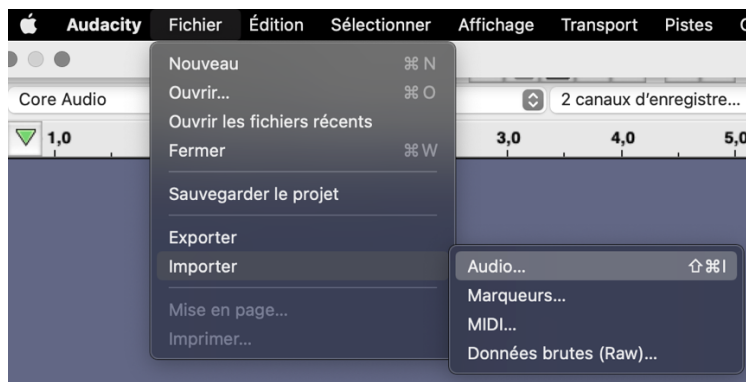 Audacity Fichier Édition Sélectionner Affichage Transport Pistes
Nouveau ⌘ N
Ouvrir... ⌘ O
Core Audio
2 canaux d'enregistre...
Ouvrir les fichiers récents
1,0 3,0 4,0 5,0
Fermer ⌘ W
Sauvegarder le projet
Exporter
Importer
Audio... ⇧⌘I
Marqueurs...
Mise en page...
MIDI...
Imprimer...
Données brutes (Raw)...